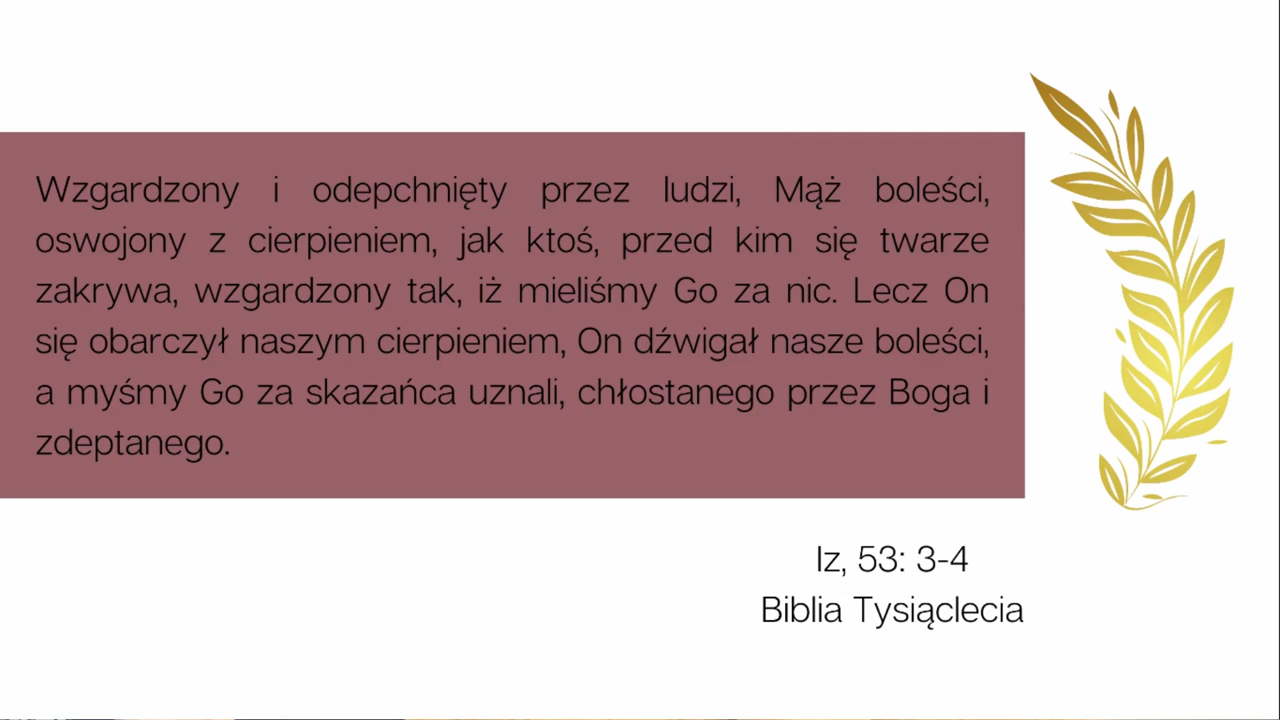 Wzgardzony i odepchnięty przez ludzi, Mąż boleści,
oswojony z cierpieniem, jak ktoś, przed kim się twarze
zakrywa, wzgardzony tak, iż mieliśmy Go za nic. Lecz On
się obarczył naszym cierpieniem, On dźwigał nasze boleści,
a myśmy Go za skazańca uznali, chłostanego przez Boga i
zdeptanego.
Iz, 53: 3-4
Biblia Tysiąclecia